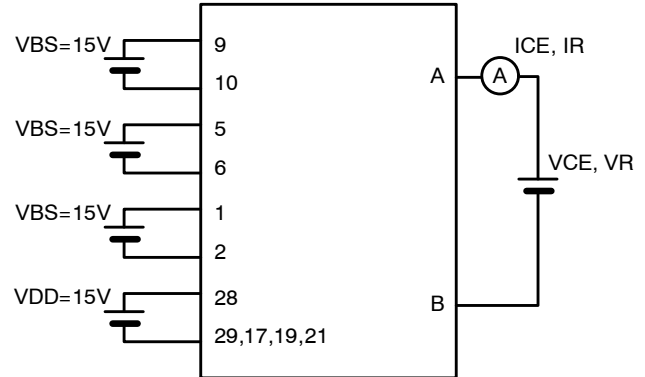 VBS=15V
9
10
VBS=15V
5
6
VBS=15V
1
2
VDD=15V
28
29,17,19,21
A
A
ICE, IR
VCE, VR
B